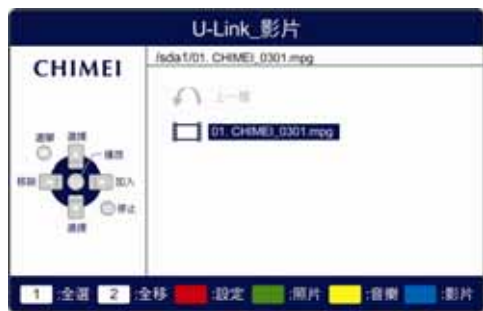 U-Link_影片
CHIMEI
/sda1/01. CHIMEI_0301.mpg
上一層
01. CHIMEI_0301.mpg
選單
選擇
播放
移除
加入
停止
選擇
1 :全選 2 :全移 :設定 :照片 :音樂 :影片